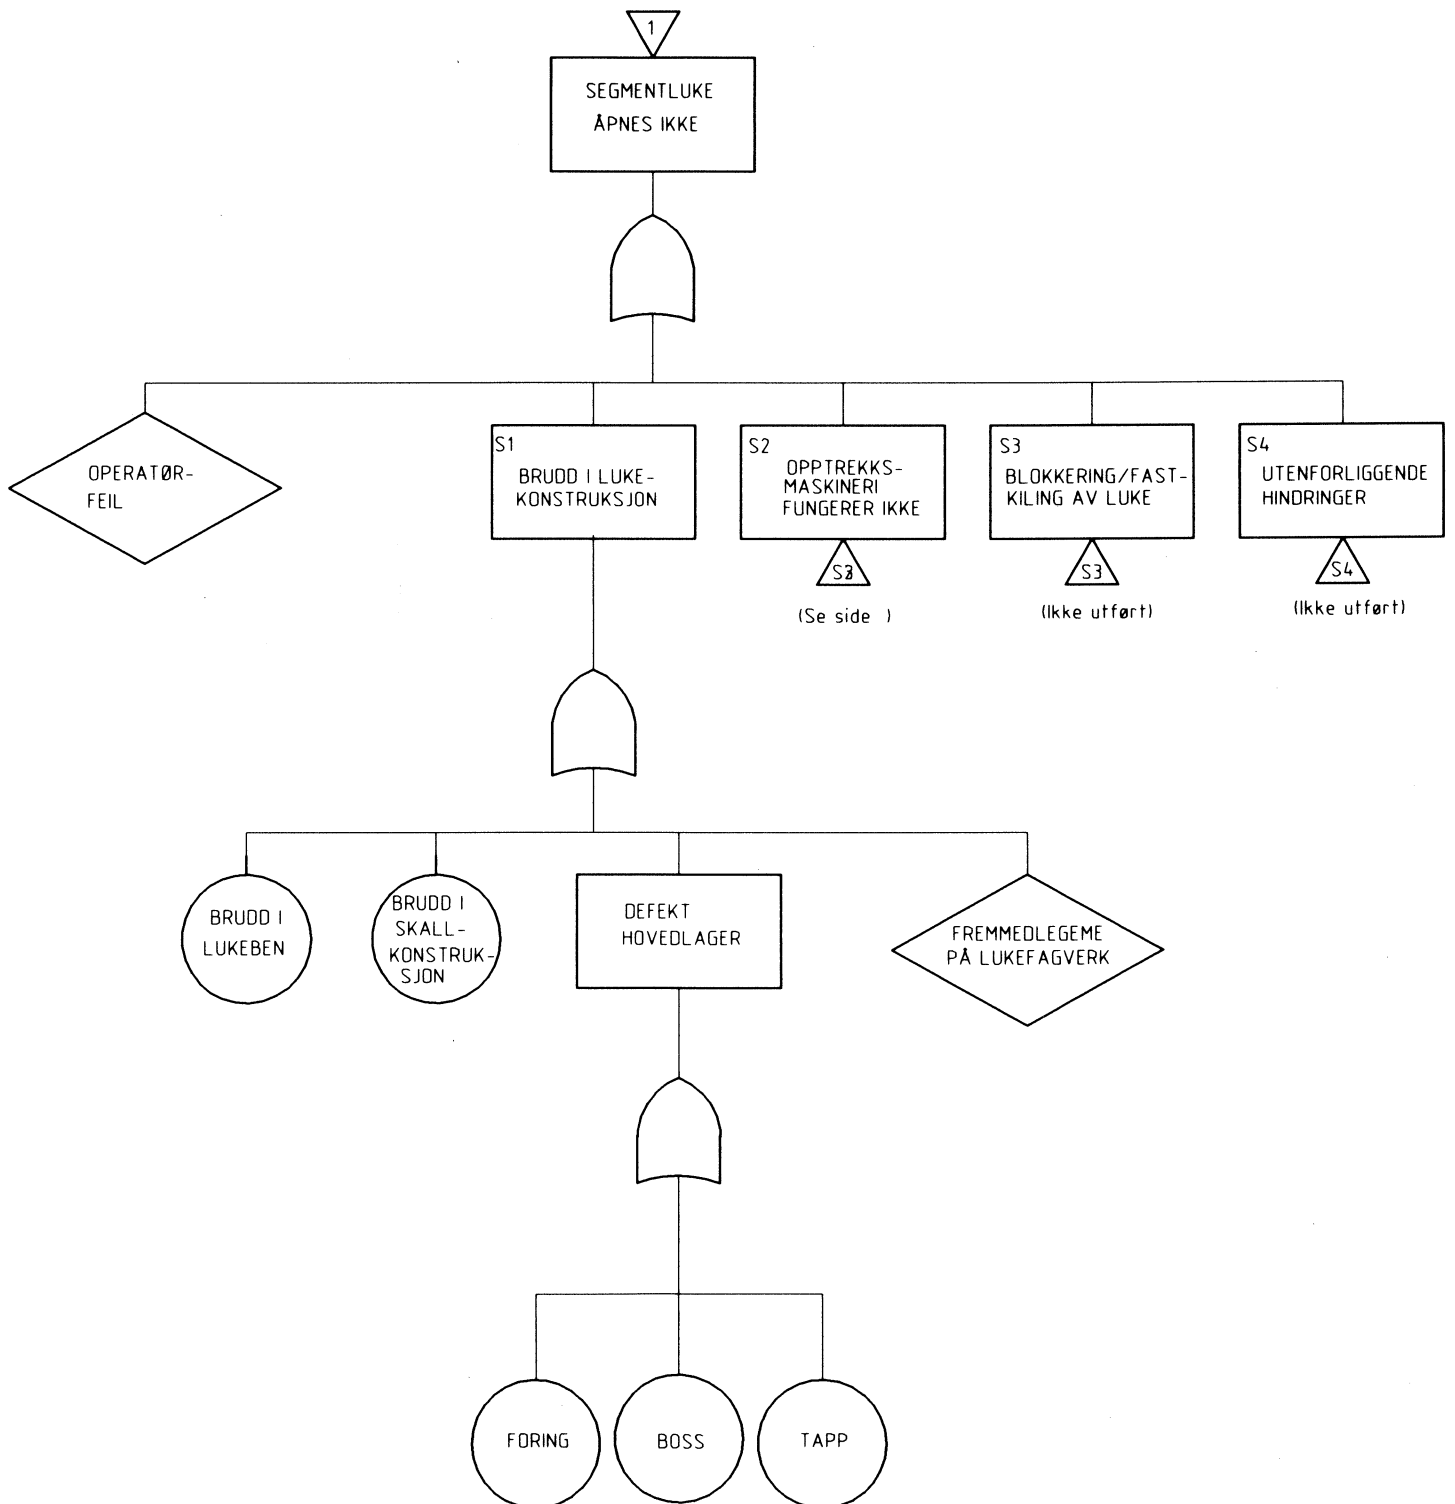 1
SEGMENTLUKE
ÅPNES IKKE
OPERATØR-
FEIL
S1
BRUDD I LUKE-
KONSTRUKSJON
S2
OPPTREKKS-
MASKINERI
FUNGERER IKKE
S3
BLOKKERING/FAST-
KILING AV LUKE
S4
UTENFORLIGGENDE
HINDRINGER
S3
S4
(Se side )
(Ikke utført)
(Ikke utført)
BRUDD I
LUKEBEN
BRUDD I
SKALL-
KONSTRUK-
SJON
DEFEKT
HOVEDLAGER
FREMMEDLEGEME
PÅ LUKEFAGVERK
FORING
BOSS
TAPP